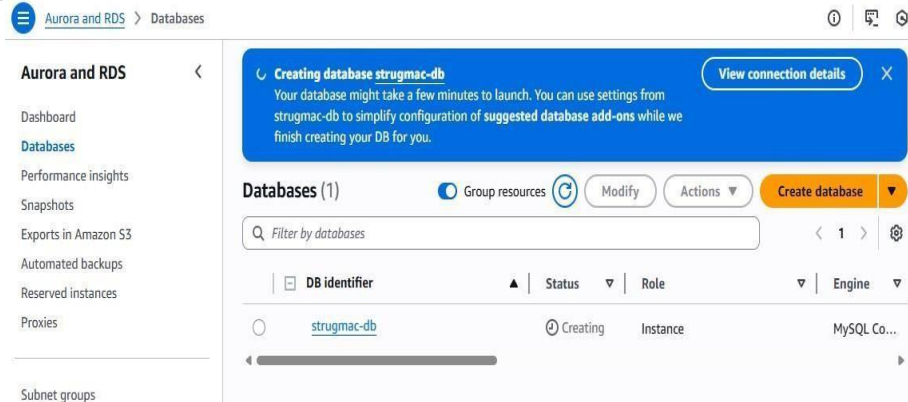 Aurora and RDS > Databases
Aurora and RDS
Dashboard
Databases
Performance insights
Snapshots
Exports in Amazon S3
Automated backups
Reserved instances
Proxies
Subnet groups
Creating database strugmac-db
View connection details
Your database might take a few minutes to launch. You can use settings from
strugmac-db to simplify configuration of suggested database add-ons while we
finish creating your DB for you.
Databases (1)
Group resources
Modify
Actions
Create database
Filter by databases
1
DB identifier
Status
Role
Engine
strugmac-db
Creating
Instance
MySQL Co...